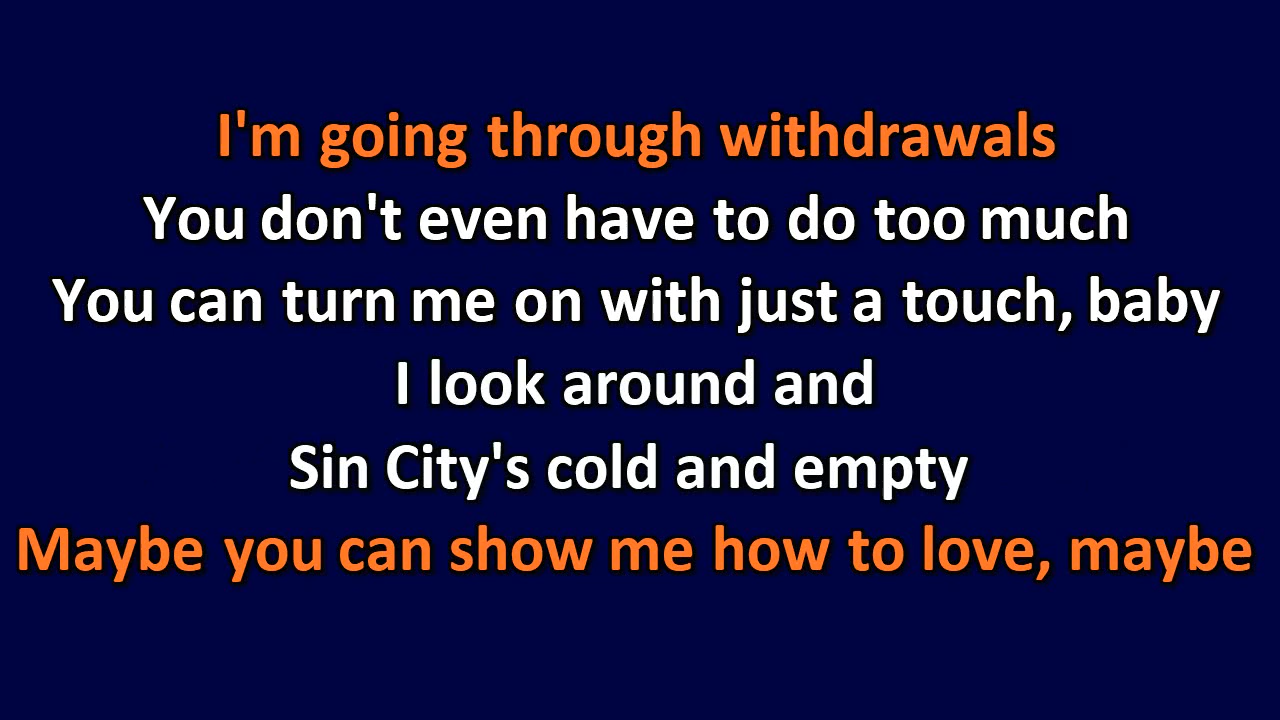 I'm going through withdrawals
You don't even have to do too much
You can turn me on with just a touch, baby
I look around and
Sin City's cold and empty
Maybe you can show me how to love, maybe